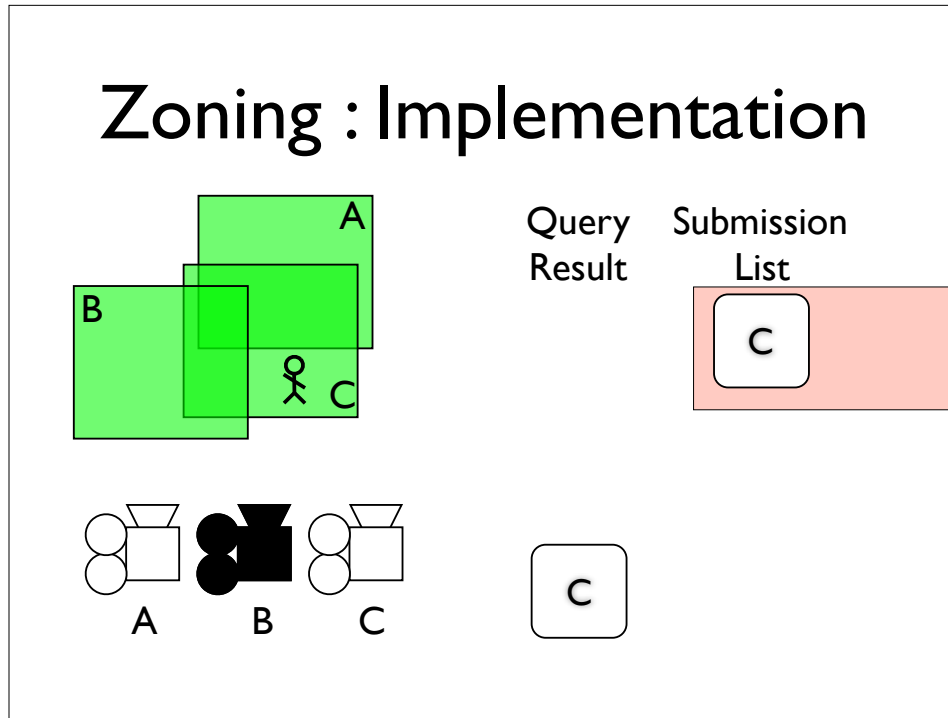 Zoning : Implementation
A
B
C
Query
Result
Submission
List
C
A
B
C
C